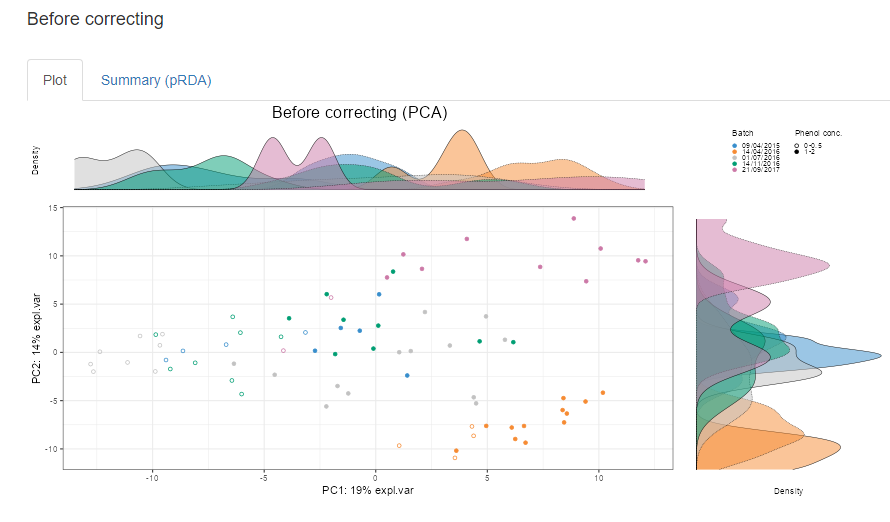 Before correcting
Plot
Summary (pRDA)
Before correcting (PCA)
Density
Batch
09/04/2015
14/04/2016
01/07/2016
14/11/2016
21/09/2017
Phenol conc.
0-0.5
1-2
PC2: 14% expl.var
15
10
5
0
-5
-10
-10
-5
0
5
10
PC1: 19% expl.var
Density